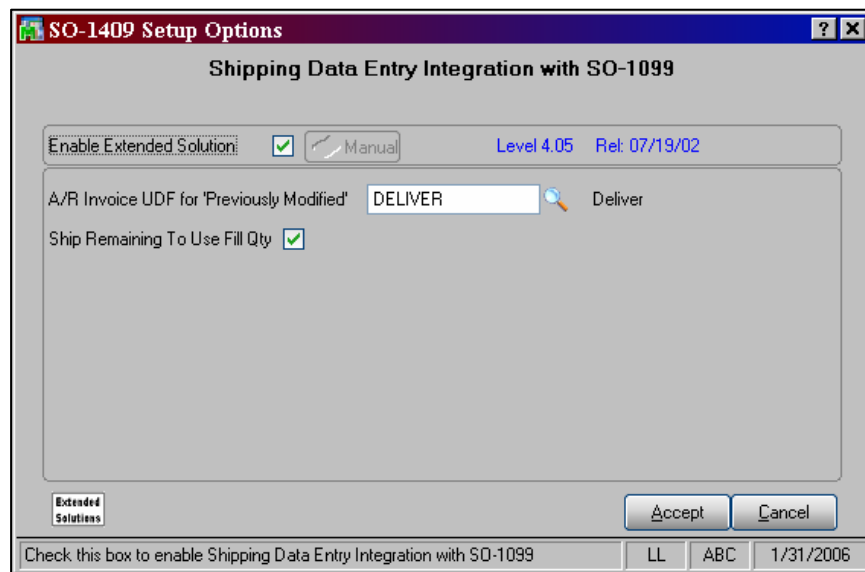 SO-1409 Setup Options
Shipping Data Entry Integration with SO-1099
Enable Extended Solution Manual Level 4.05 Rel: 07/19/02
A/R Invoice UDF for 'Previously Modified' DELIVER Deliver
Ship Remaining To Use Fill Qty
Extended
Solutions
Accept Cancel
Check this box to enable Shipping Data Entry Integration with SO-1099 LL ABC 1/31/2006